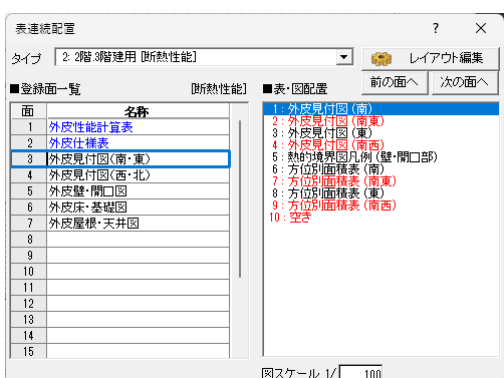 表連続配置 ? ×
タイプ 2: 2階.3階建用 [断熱性能] レイアウト編集
■登録面一覧 [断熱性能] ■表・図配置 前の面へ 次の面へ
面 名称
1 外皮性能計算表
2 外皮仕様表
3 外皮見付図(南・東)
4 外皮見付図(西・北)
5 外皮壁・開口図
6 外皮床・基礎図
7 外皮屋根・天井図
8
9
10
11
12
13
14
15
1 : 外皮見付図 (南)
2 : 外皮見付図 (南東)
3 : 外皮見付図 (東)
4 : 外皮見付図 (南西)
5 : 熱的境界図凡例 (壁・開口部)
6 : 方位別面積表 (南)
7 : 方位別面積表 (南東)
8 : 方位別面積表 (東)
9 : 方位別面積表 (南西)
10 : 空き
図スケール 1/ 100